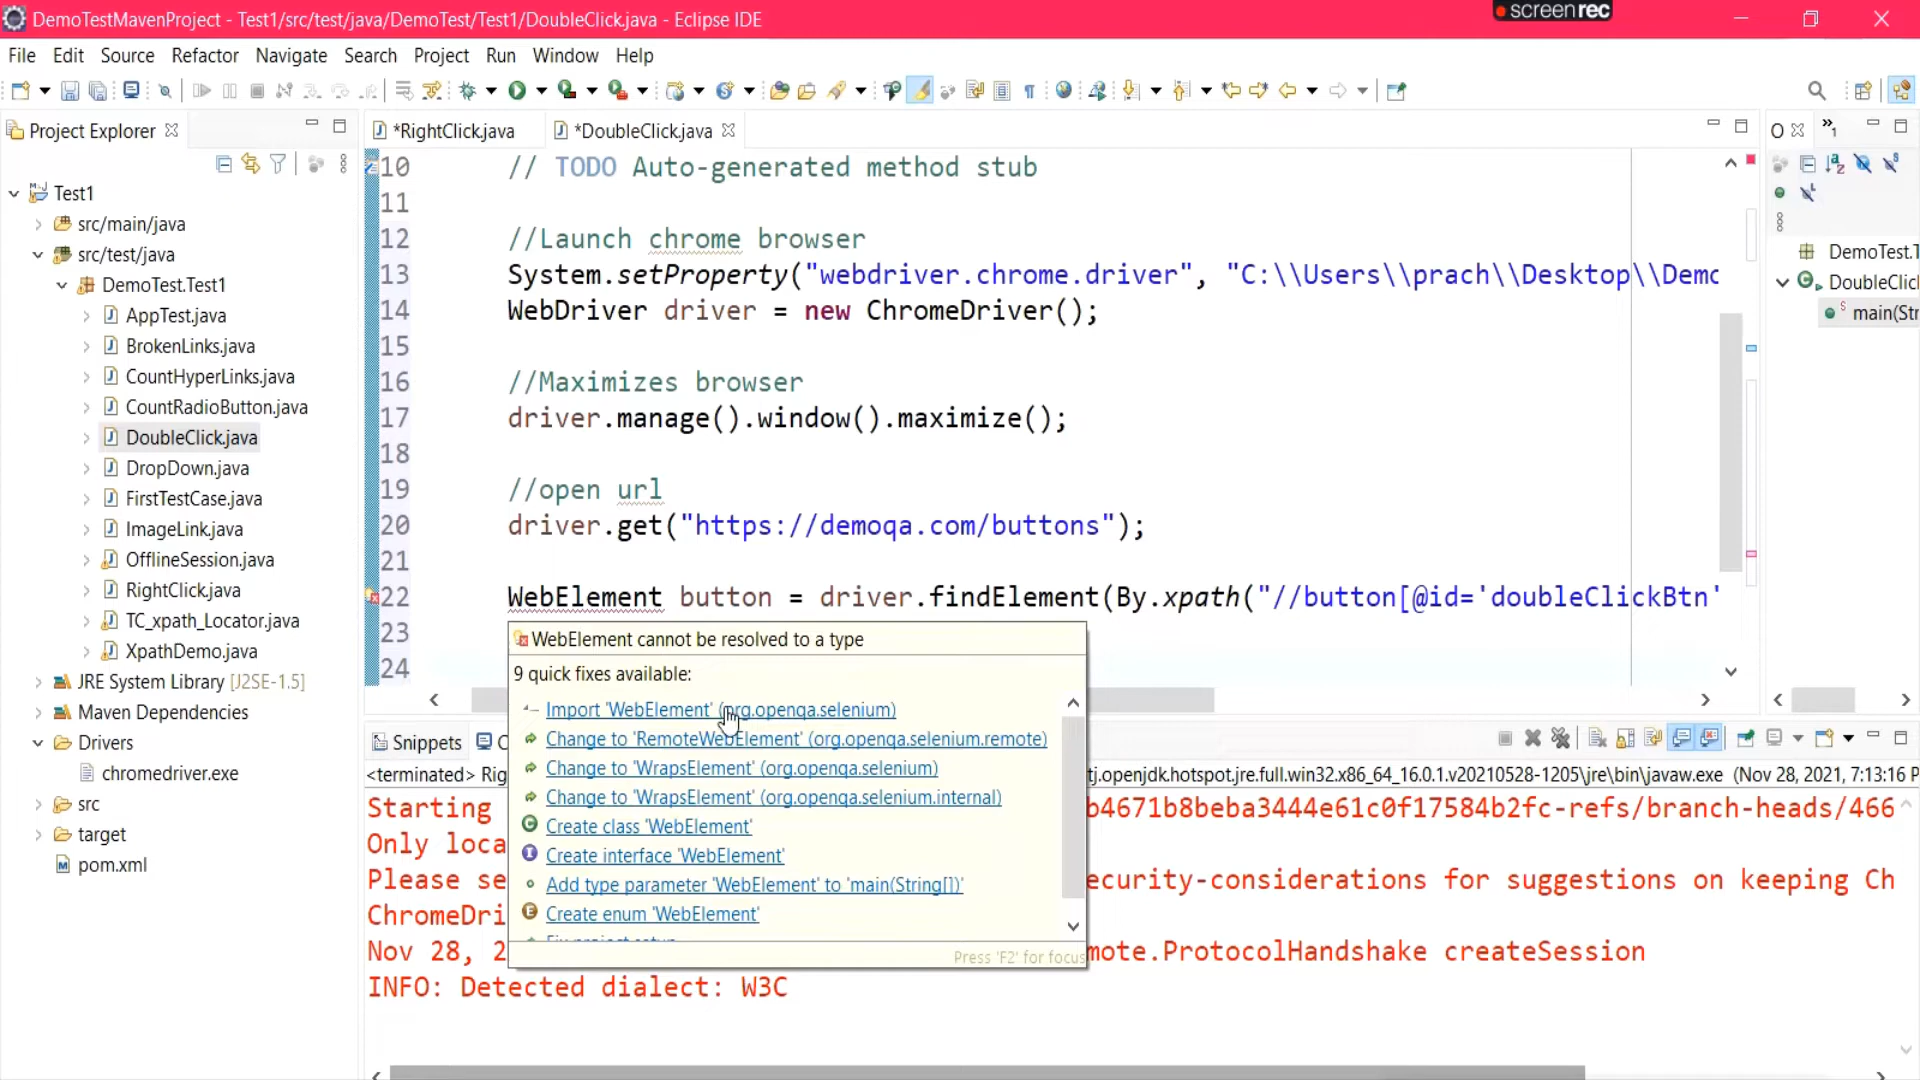 DemoTestMavenProject - Test1/src/test/java/DemoTest/Test1/DoubleClick.java - Eclipse IDE
screenrec
File Edit Source Refactor Navigate Search Project Run Window Help
Project Explorer
*RightClick.java
*DoubleClick.java
Test1
src/main/java
src/test/java
DemoTest.Test1
AppTest.java
BrokenLinks.java
CountHyperLinks.java
CountRadioButton.java
DoubleClick.java
DropDown.java
FirstTestCase.java
ImageLink.java
OfflineSession.java
RightClick.java
TC_xpath_Locator.java
XpathDemo.java
JRE System Library [J2SE-1.5]
Maven Dependencies
Drivers
chromedriver.exe
src
target
pom.xml
10 // TODO Auto-generated method stub
11
12 //Launch chrome browser
13 System.setProperty("webdriver.chrome.driver", "C:\\Users\\prach\\Desktop\\Demo
14 WebDriver driver = new ChromeDriver();
15
16 //Maximizes browser
17 driver.manage().window().maximize();
18
19 //open url
20 driver.get("https://demoqa.com/buttons");
21
22 WebElement button = driver.findElement(By.xpath("//button[@id='doubleClickBtn'
23
24
WebElement cannot be resolved to a type
9 quick fixes available:
Import 'WebElement' (org.openqa.selenium)
Change to 'RemoteWebElement' (org.openqa.selenium.remote)
Change to 'WrapsElement' (org.openqa.selenium)
Change to 'WrapsElement' (org.openqa.selenium.internal)
Create class 'WebElement'
Create interface 'WebElement'
Add type parameter 'WebElement' to 'main(String[])'
Create enum 'WebElement'
Fix project setup
Press 'F2' for focus
O
DemoTest.T
DoubleClic
main(Str
Snippets
<terminated> Rig
tj.openjdk.hotspot.jre.full.win32.x86_64_16.0.1.v20210528-1205\jre\bin\javaw.exe (Nov 28, 2021, 7:13:16 P
Starting b4671b8beba3444e61c0f17584b2fc-refs/branch-heads/466
Only loca
Please se ecurity-considerations for suggestions on keeping Ch
ChromeDri
Nov 28, 2 mote.ProtocolHandshake createSession
INFO: Detected dialect: W3C